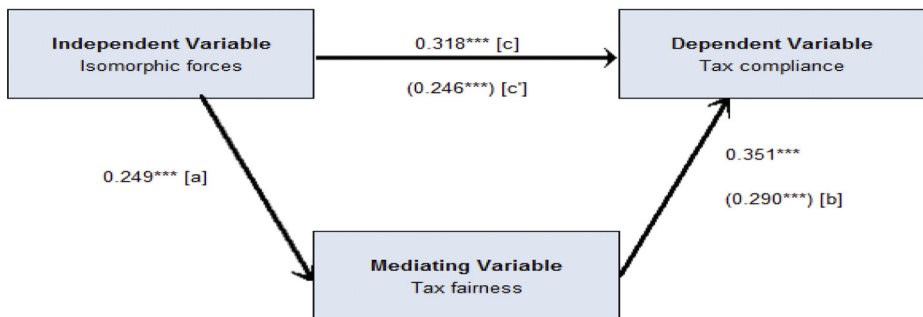 Independent Variable
Isomorphic forces
0.318*** [c]
(0.246***) [c']
Dependent Variable
Tax compliance
0.249*** [a]
0.351***
(0.290***) [b]
Mediating Variable
Tax fairness